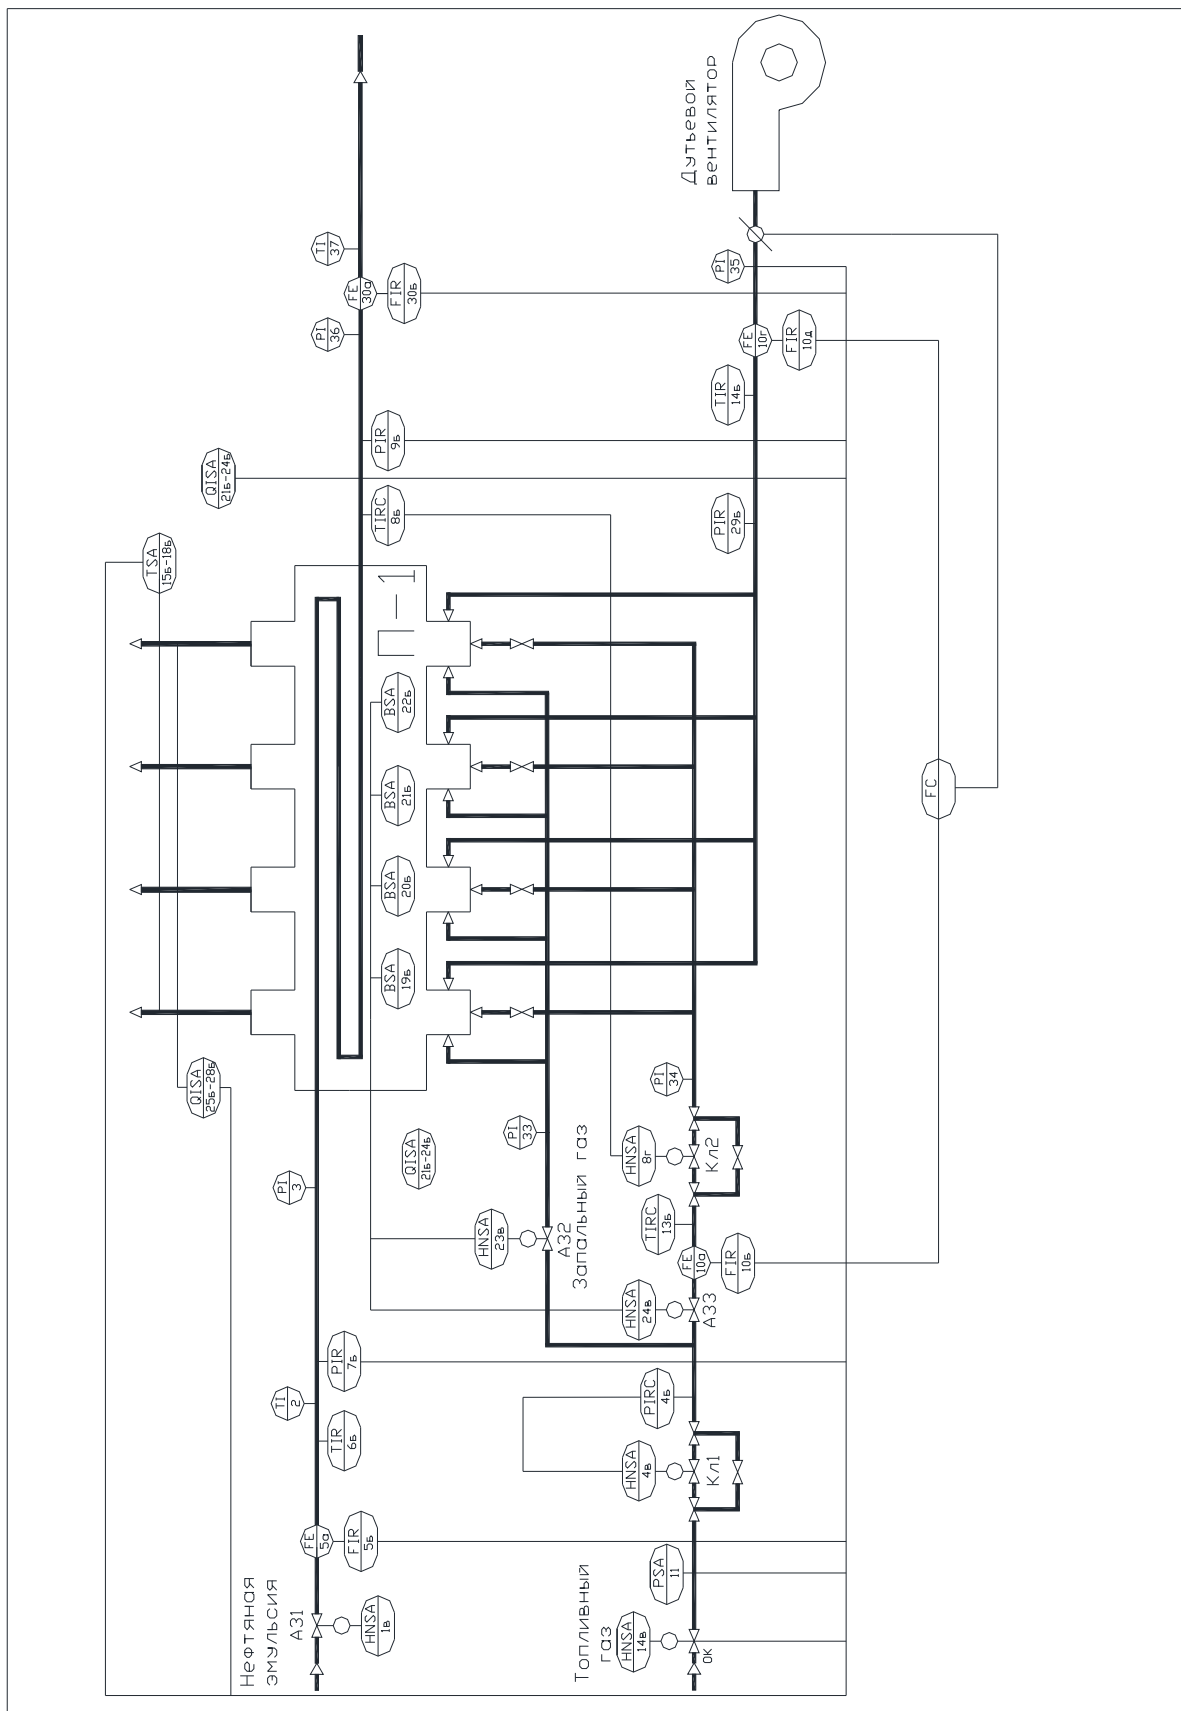 Дутьевой
вентилятор
TI
37
FE
30а
FIR
30Б
PI
36
PI
35
FE
10г
FIR
10д
TIR
14Б
PIR
9Б
QISA
21Б-24Б
TIRC
8Б
PIR
29Б
TSA
15Б-18Б
П-1
BSA
22Б
BSA
21Б
BSA
20Б
BSA
19Б
FC
QISA
25Б-28Б
QISA
21Б-24Б
PI
33
PI
34
PI
3
HNSA
23в
А32
Запальный газ
HNSA
8г
Кл2
TIRC
13Б
FE
10а
FIR
10Б
HNSA
24в
А33
PIR
7Б
TI
2
TIR
6Б
PIRC
4Б
HNSA
4в
Кл1
FE
5а
FIR
5Б
PSA
11
Нефтяная
эмульсия
А31
HNSA
1в
Топливный
газ
HNSA
14в
ОК